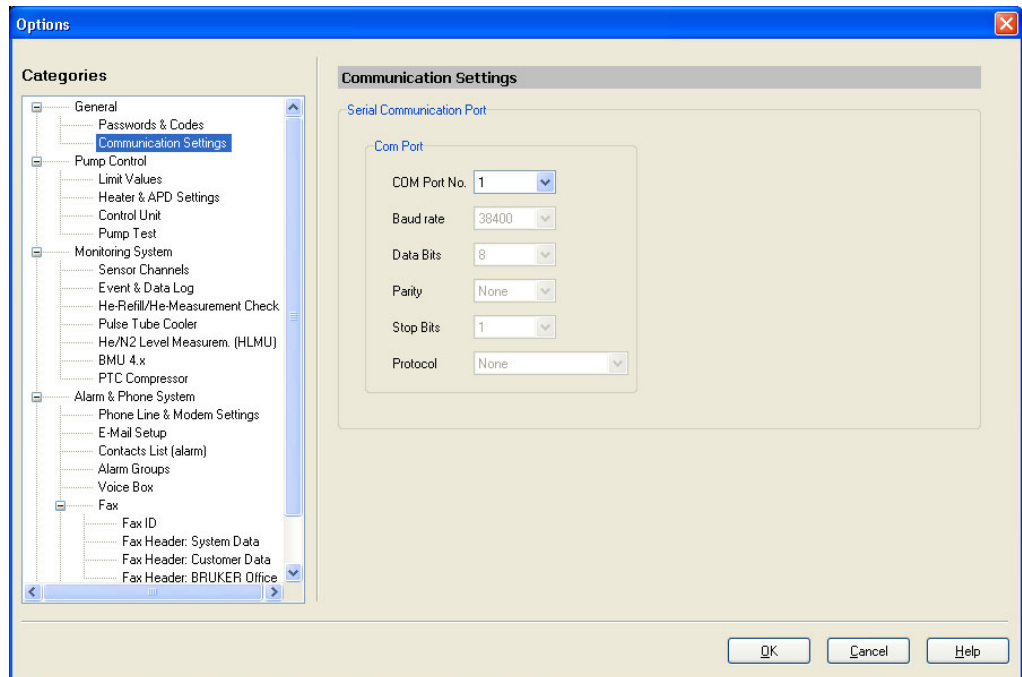 Options
Categories
General
Passwords & Codes
Communication Settings
Pump Control
Limit Values
Heater & APD Settings
Control Unit
Pump Test
Monitoring System
Sensor Channels
Event & Data Log
He-Refill/He-Measurement Check
Pulse Tube Cooler
He/N2 Level Measurem. (HLMU)
BMU 4.x
PTC Compressor
Alarm & Phone System
Phone Line & Modem Settings
E-Mail Setup
Contacts List (alarm)
Alarm Groups
Voice Box
Fax
Fax ID
Fax Header: System Data
Fax Header: Customer Data
Fax Header: BRUKER Office
Communication Settings
Serial Communication Port
Com Port
COM Port No. 1
Baud rate 38400
Data Bits 8
Parity None
Stop Bits 1
Protocol None
OK Cancel Help